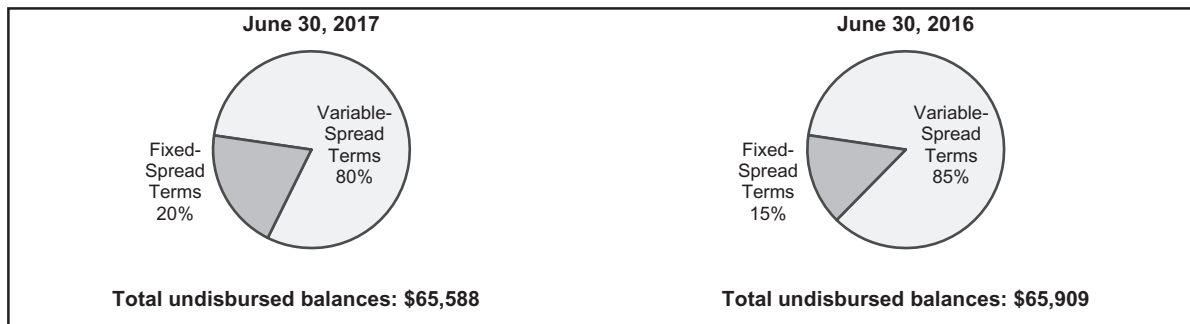 June 30, 2017
Variable-
Spread
Terms
80%
Fixed-
Spread
Terms
20%
Total undisbursed balances: $65,588
June 30, 2016
Variable-
Spread
Terms
85%
Fixed-
Spread
Terms
15%
Total undisbursed balances: $65,909